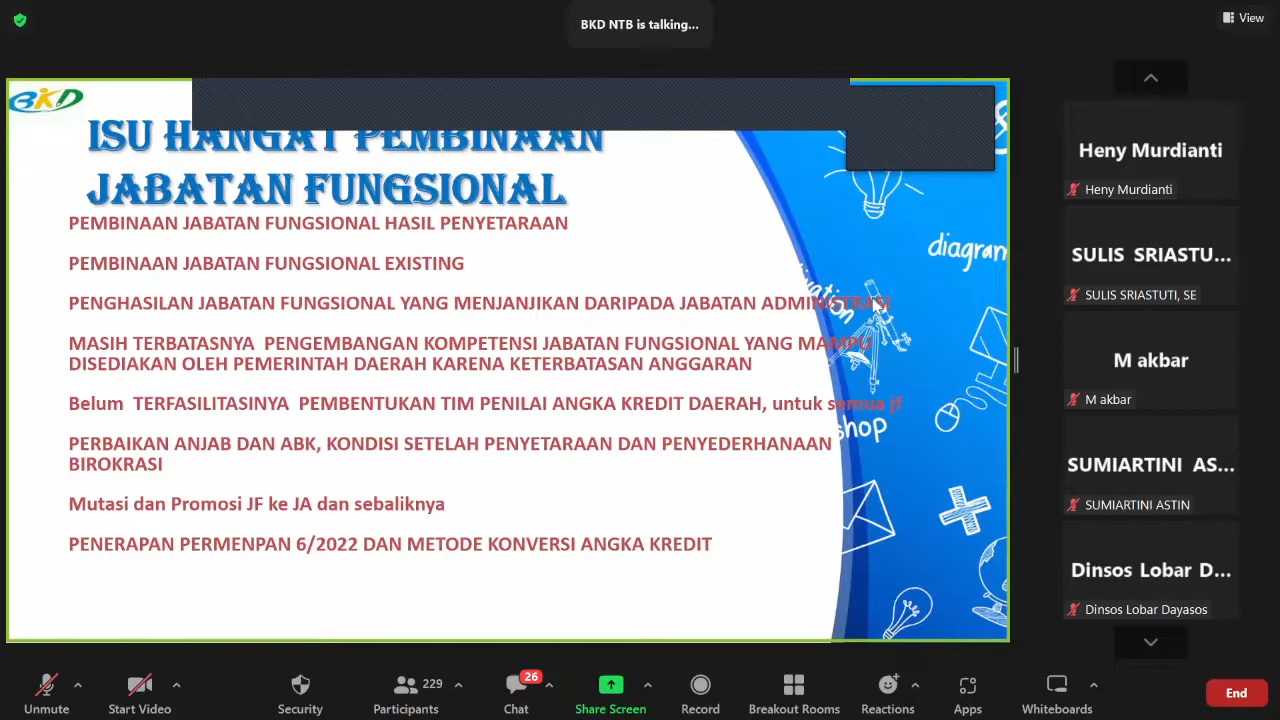 BKD NTB is talking...
View
BKD
ISU HANGAT PEMBINAAN
JABATAN FUNGSIONAL
PEMBINAAN JABATAN FUNGSIONAL HASIL PENYETARAAN
PEMBINAAN JABATAN FUNGSIONAL EXISTING
PENGHASILAN JABATAN FUNGSIONAL YANG MENJANJIKAN DARIPADA JABATAN ADMINISTRASI
MASIH TERBATASNYA PENGEMBANGAN KOMPETENSI JABATAN FUNGSIONAL YANG MAMPU
DISEDIAKAN OLEH PEMERINTAH DAERAH KARENA KETERBATASAN ANGGARAN
Belum TERFASILITASINYA PEMBENTUKAN TIM PENILAI ANGKA KREDIT DAERAH, untuk semua jf
PERBAIKAN ANJAB DAN ABK, KONDISI SETELAH PENYETARAAN DAN PENYEDERHANAAN
BIROKRASI
Mutasi dan Promosi JF ke JA dan sebaliknya
PENERAPAN PERMENPAN 6/2022 DAN METODE KONVERSI ANGKA KREDIT
diagram
Heny Murdianti
Heny Murdianti
SULIS SRIASTU...
SULIS SRIASTUTI, SE
M akbar
M akbar
SUMIARTINI AS...
SUMIARTINI ASTIN
Dinsos Lobar D...
Dinsos Lobar Dayasos
Unmute
Start Video
Security
229
Participants
26
Chat
Share Screen
Record
Breakout Rooms
Reactions
Apps
Whiteboards
End